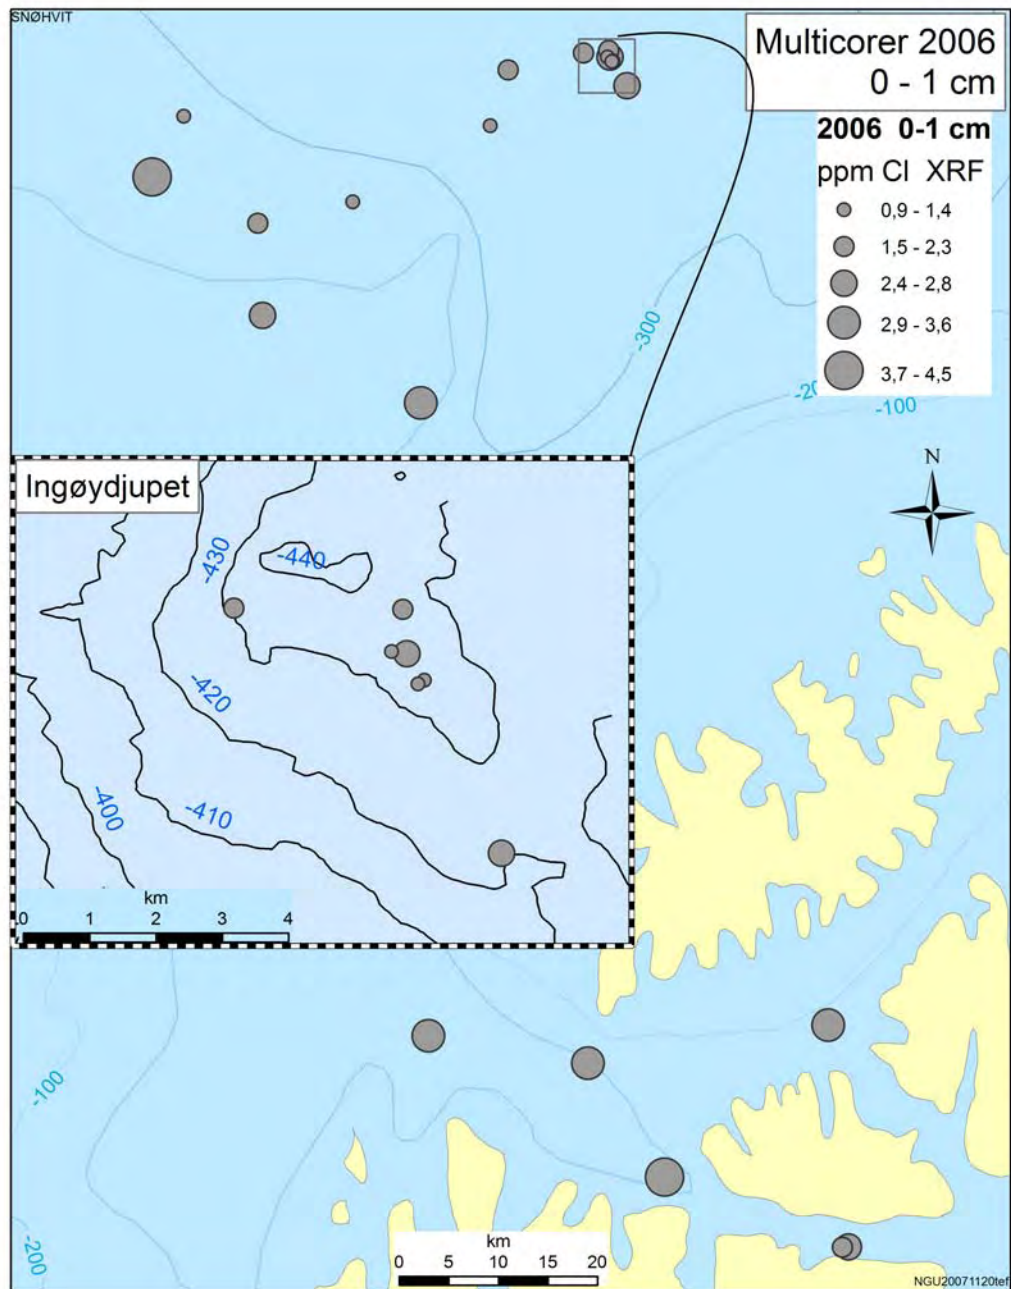 SNØHVIT
Multicorer 2006
0 - 1 cm
2006 0-1 cm
ppm Cl XRF
0,9 - 1,4
1,5 - 2,3
2,4 - 2,8
2,9 - 3,6
3,7 - 4,5
-300
-100
N
Ingøydjupet
-430
-440
-420
-400
-410
km
0 1 2 3 4
-100
-200
km
0 5 10 15 20
NGU20071120tef